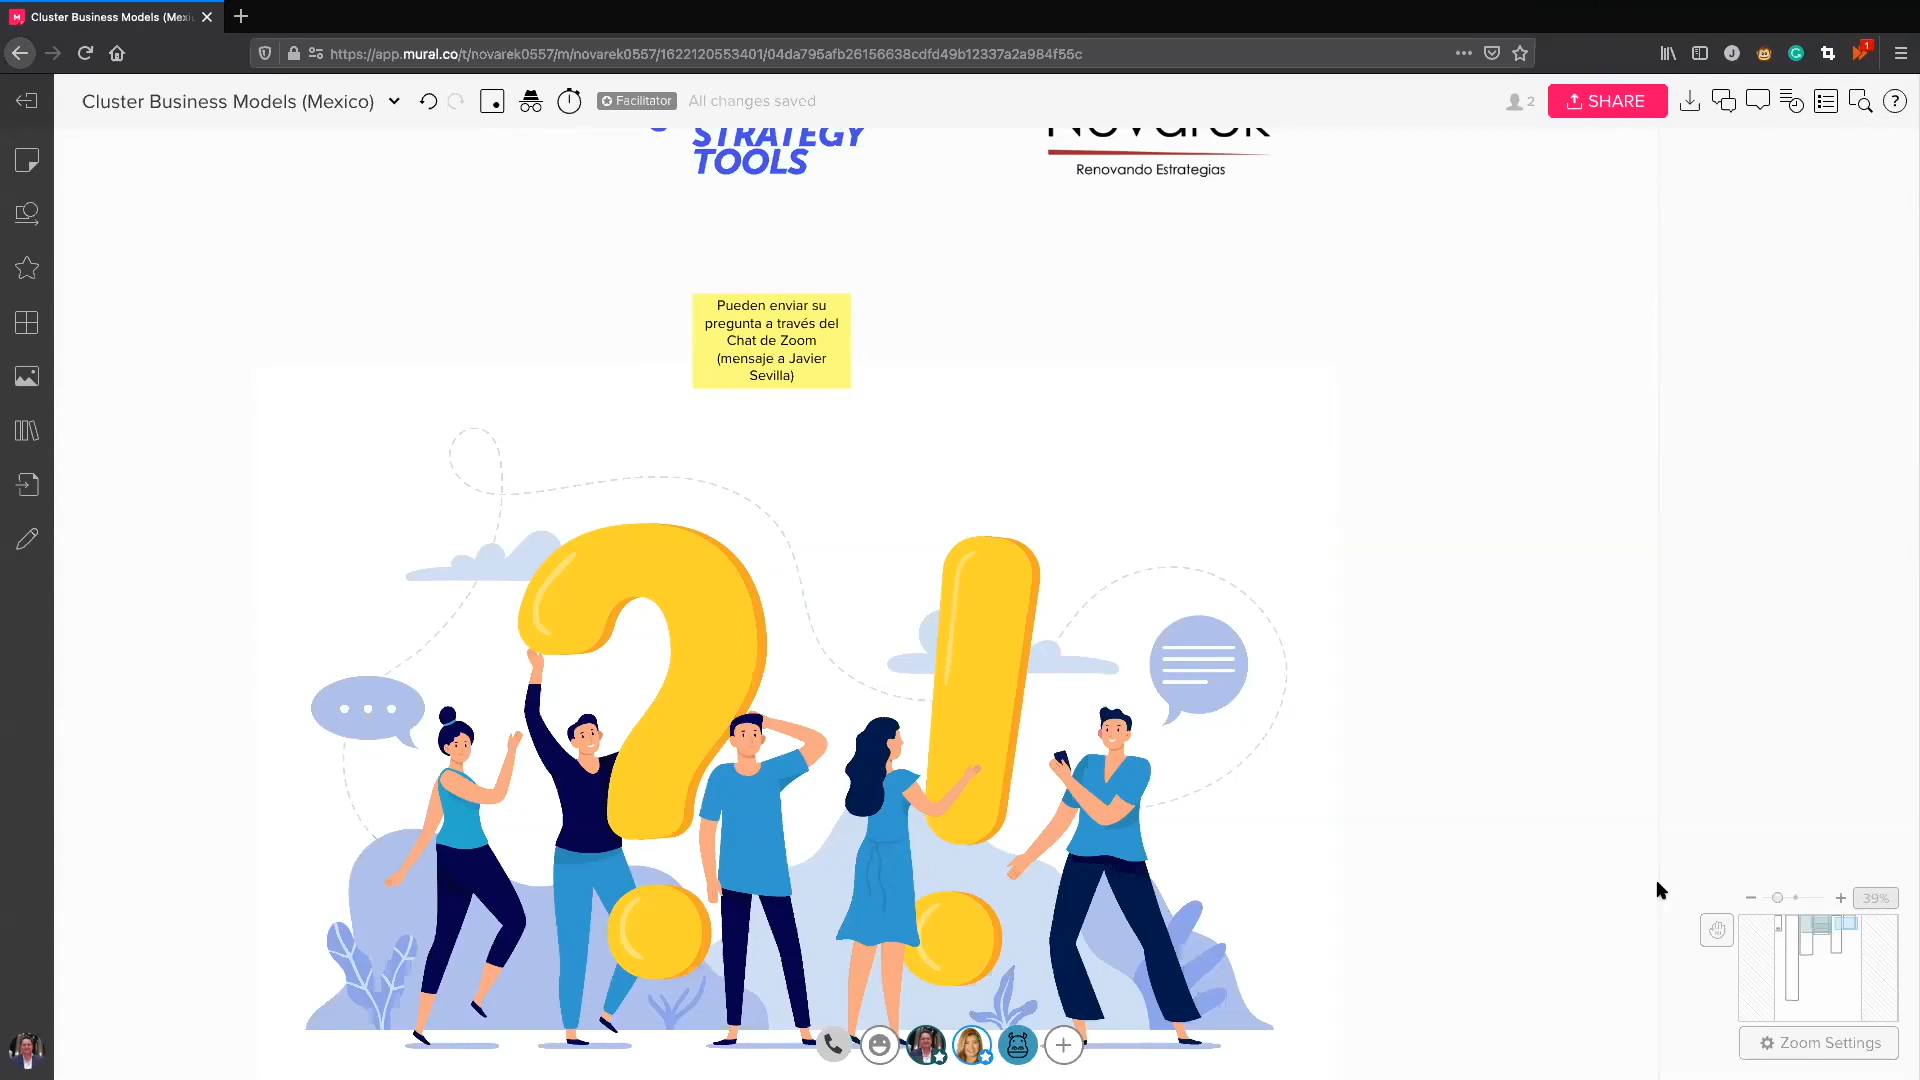 Cluster Business Models (Mexi
https://app.mural.co/t/novarek0557/m/novarek0557/1622120553401/04da795afb26156638cdfd49b12337a2a984f55c
1
Cluster Business Models (Mexico)
Facilitator
All changes saved
2
SHARE
STRATEGY
TOOLS
Novarek
Renovando Estrategias
Pueden enviar su
pregunta a través del
Chat de Zoom
(mensaje a Javier
Sevilla)
39%
Zoom Settings